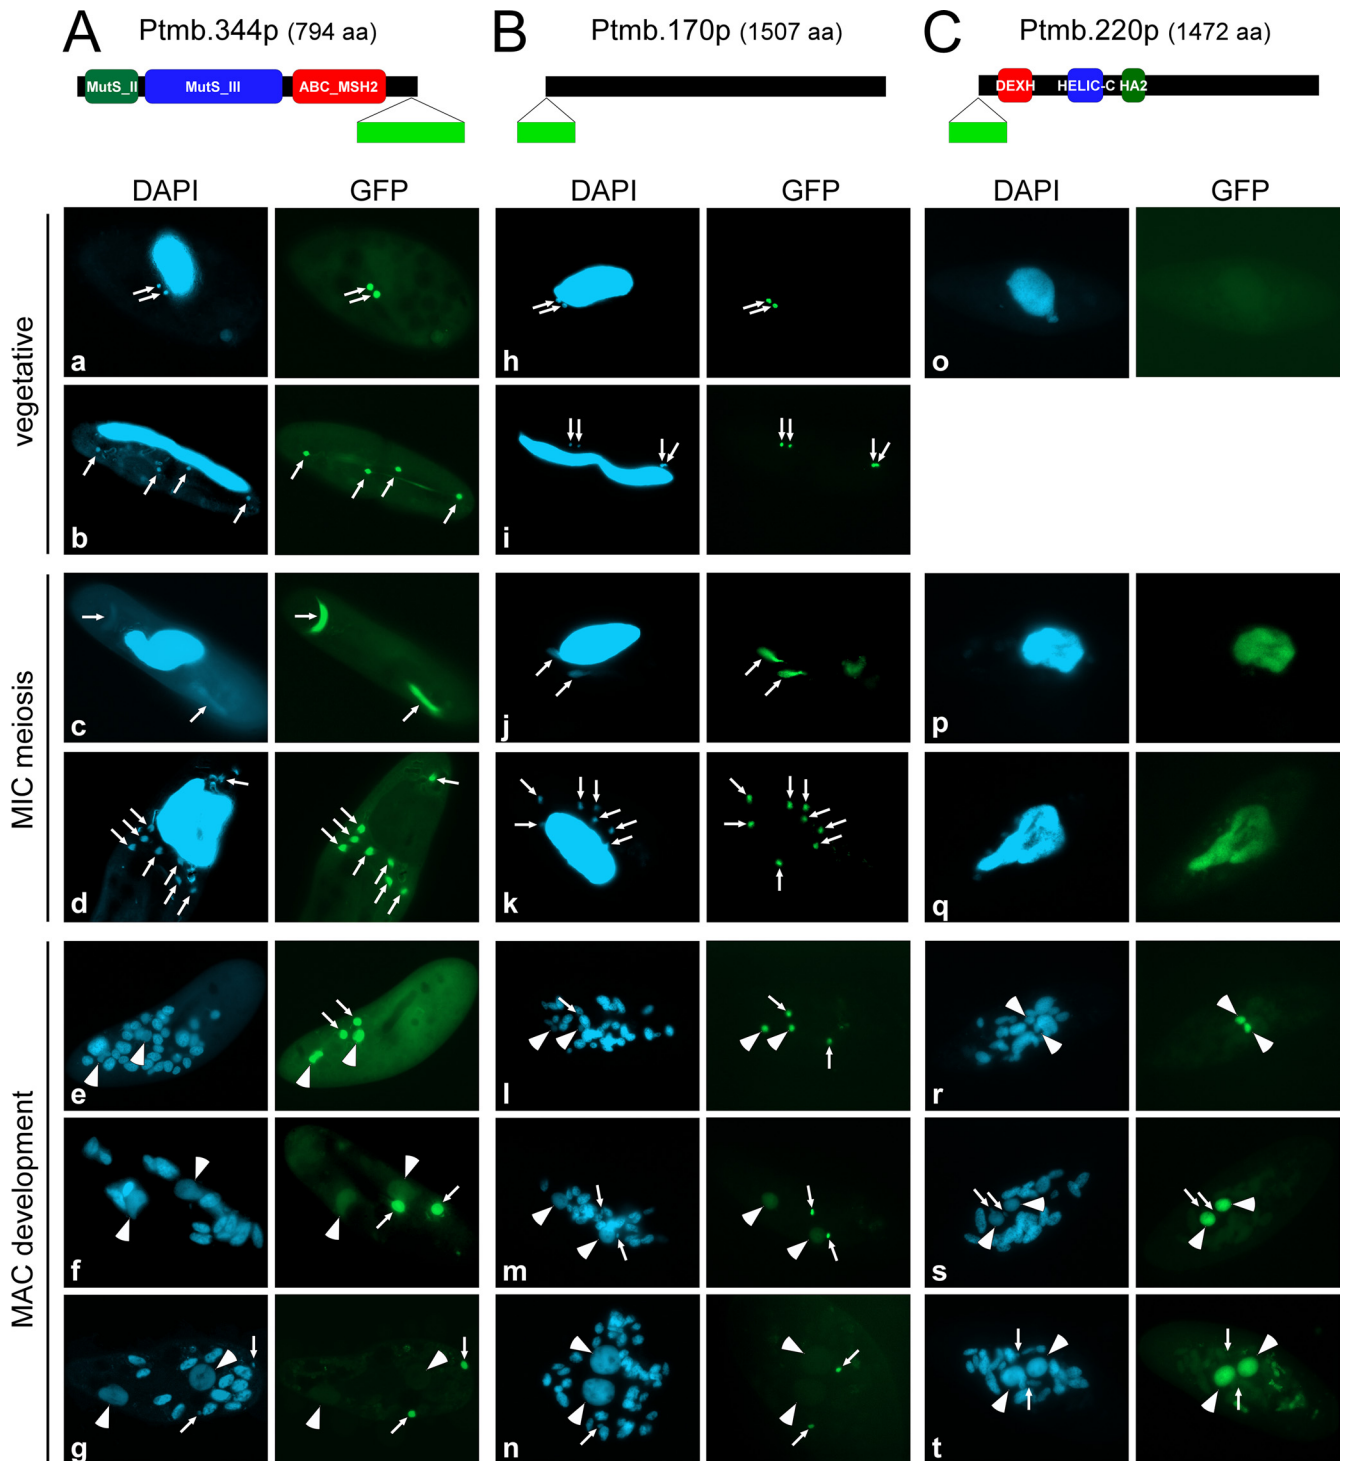 A Ptmb.344p (794 aa)
B Ptmb.170p (1507 aa)
C Ptmb.220p (1472 aa)
MutS_II MutS_III ABC_MSH2
DEXH HELIC-C HA2
DAPI GFP DAPI GFP DAPI GFP
vegetative
a h o
b i
MIC meiosis
c j p
d k q
MAC development
e l r
f m s
g n t